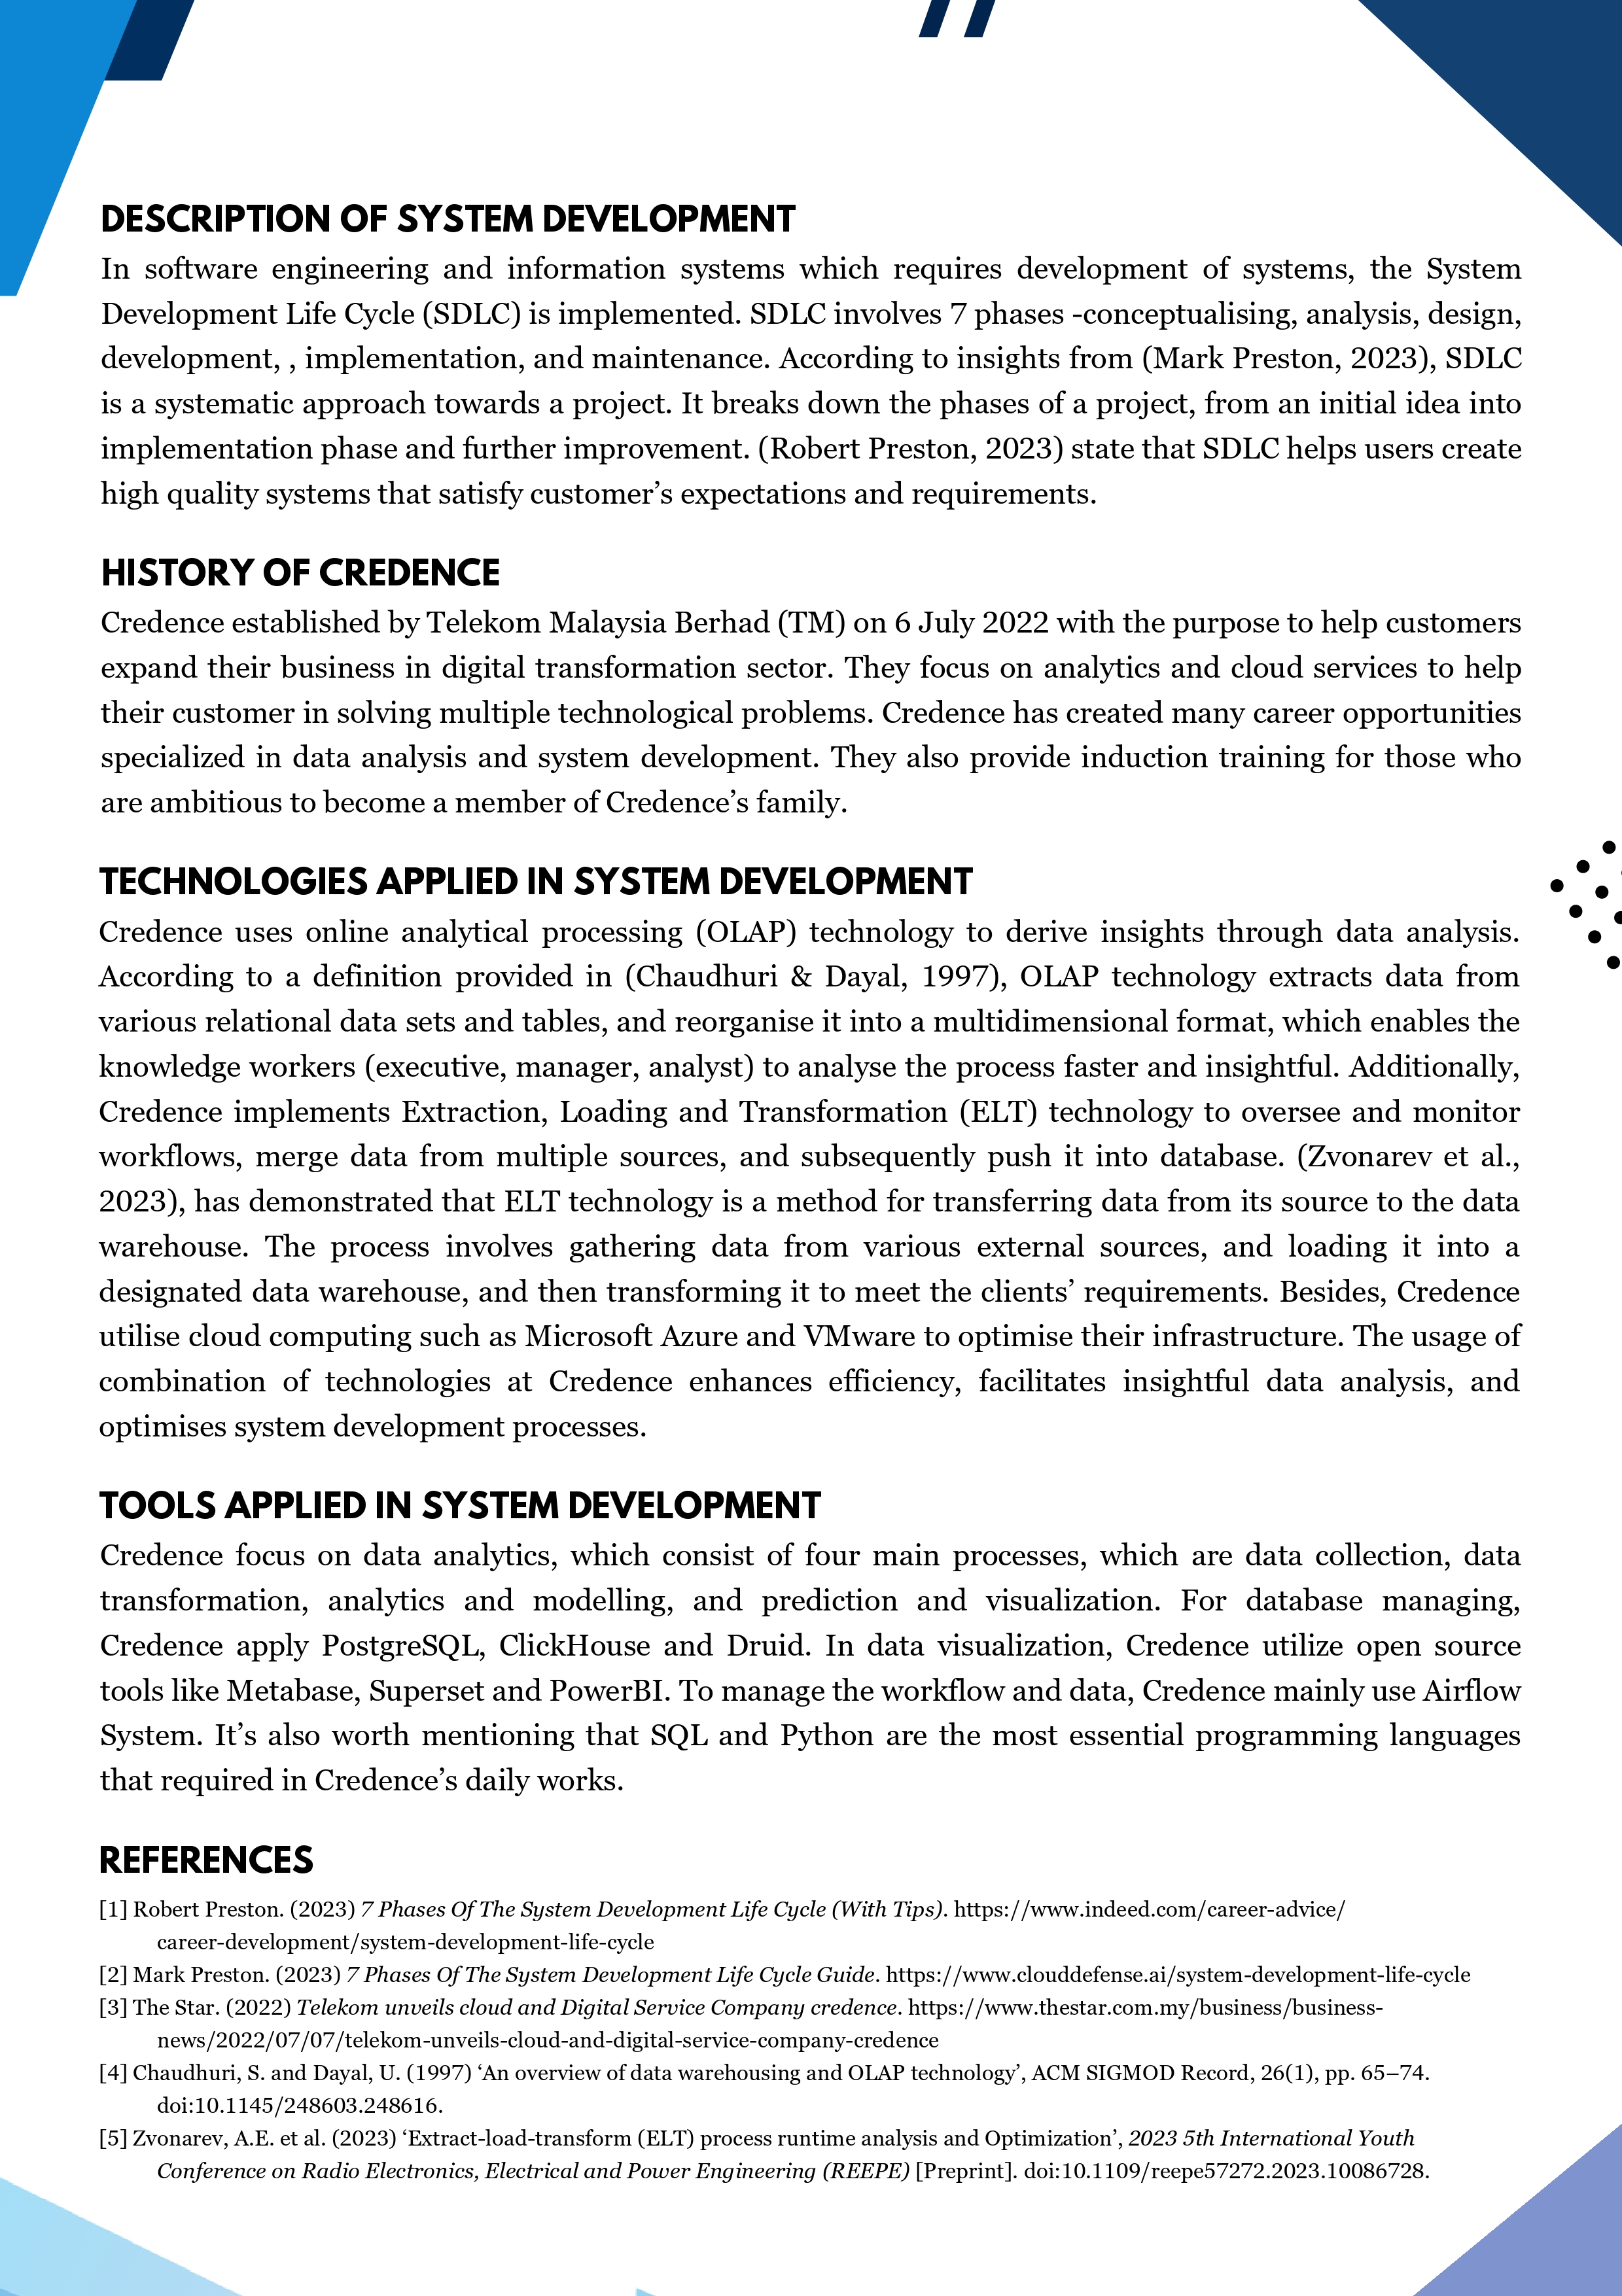 DESCRIPTION OF SYSTEM DEVELOPMENT
In software engineering and information systems which requires development of systems, the System
Development Life Cycle (SDLC) is implemented. SDLC involves 7 phases -conceptualising, analysis, design,
development, , implementation, and maintenance. According to insights from (Mark Preston, 2023), SDLC
is a systematic approach towards a project. It breaks down the phases of a project, from an initial idea into
implementation phase and further improvement. (Robert Preston, 2023) state that SDLC helps users create
high quality systems that satisfy customer’s expectations and requirements.
HISTORY OF CREDENCE
Credence established by Telekom Malaysia Berhad (TM) on 6 July 2022 with the purpose to help customers
expand their business in digital transformation sector. They focus on analytics and cloud services to help
their customer in solving multiple technological problems. Credence has created many career opportunities
specialized in data analysis and system development. They also provide induction training for those who
are ambitious to become a member of Credence’s family.
TECHNOLOGIES APPLIED IN SYSTEM DEVELOPMENT
Credence uses online analytical processing (OLAP) technology to derive insights through data analysis.
According to a definition provided in (Chaudhuri & Dayal, 1997), OLAP technology extracts data from
various relational data sets and tables, and reorganise it into a multidimensional format, which enables the
knowledge workers (executive, manager, analyst) to analyse the process faster and insightful. Additionally,
Credence implements Extraction, Loading and Transformation (ELT) technology to oversee and monitor
workflows, merge data from multiple sources, and subsequently push it into database. (Zvonarev et al.,
2023), has demonstrated that ELT technology is a method for transferring data from its source to the data
warehouse. The process involves gathering data from various external sources, and loading it into a
designated data warehouse, and then transforming it to meet the clients’ requirements. Besides, Credence
utilise cloud computing such as Microsoft Azure and VMware to optimise their infrastructure. The usage of
combination of technologies at Credence enhances efficiency, facilitates insightful data analysis, and
optimises system development processes.
TOOLS APPLIED IN SYSTEM DEVELOPMENT
Credence focus on data analytics, which consist of four main processes, which are data collection, data
transformation, analytics and modelling, and prediction and visualization. For database managing,
Credence apply PostgreSQL, ClickHouse and Druid. In data visualization, Credence utilize open source
tools like Metabase, Superset and PowerBI. To manage the workflow and data, Credence mainly use Airflow
System. It’s also worth mentioning that SQL and Python are the most essential programming languages
that required in Credence’s daily works.
REFERENCES
[1] Robert Preston. (2023) 7 Phases Of The System Development Life Cycle (With Tips). https://www.indeed.com/career-advice/
career-development/system-development-life-cycle
[2] Mark Preston. (2023) 7 Phases Of The System Development Life Cycle Guide. https://www.clouddefense.ai/system-development-life-cycle
[3] The Star. (2022) Telekom unveils cloud and Digital Service Company credence. https://www.thestar.com.my/business/business-
news/2022/07/07/telekom-unveils-cloud-and-digital-service-company-credence
[4] Chaudhuri, S. and Dayal, U. (1997) ‘An overview of data warehousing and OLAP technology’, ACM SIGMOD Record, 26(1), pp. 65–74.
doi:10.1145/248603.248616.
[5] Zvonarev, A.E. et al. (2023) ‘Extract-load-transform (ELT) process runtime analysis and Optimization’, 2023 5th International Youth
Conference on Radio Electronics, Electrical and Power Engineering (REEPE) [Preprint]. doi:10.1109/reepe57272.2023.10086728.